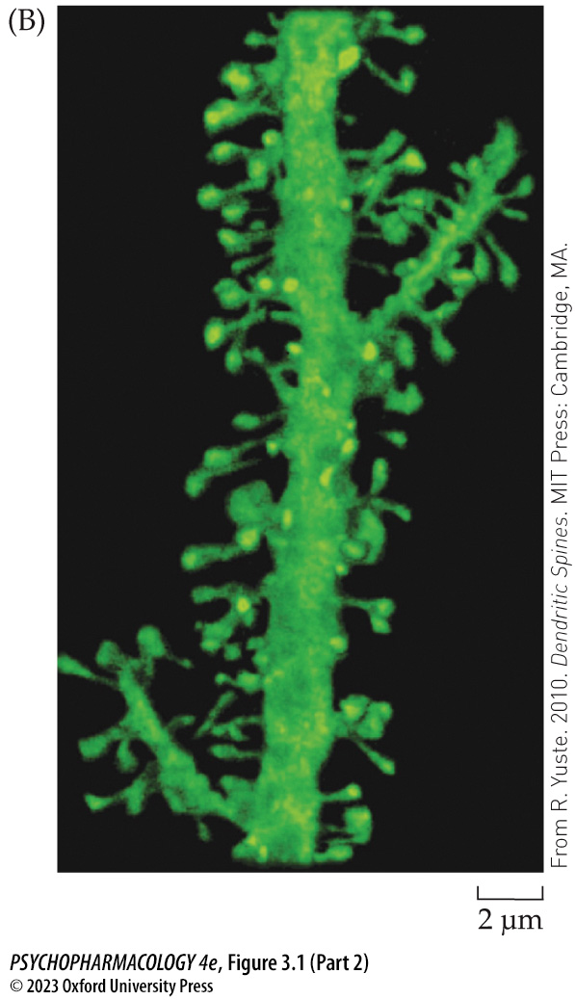 (B)
From R. Yuste. 2010. Dendritic Spines. MIT Press: Cambridge, MA.
2 µm
PSYCHOPHARMACOLOGY 4e, Figure 3.1 (Part 2)
© 2023 Oxford University Press